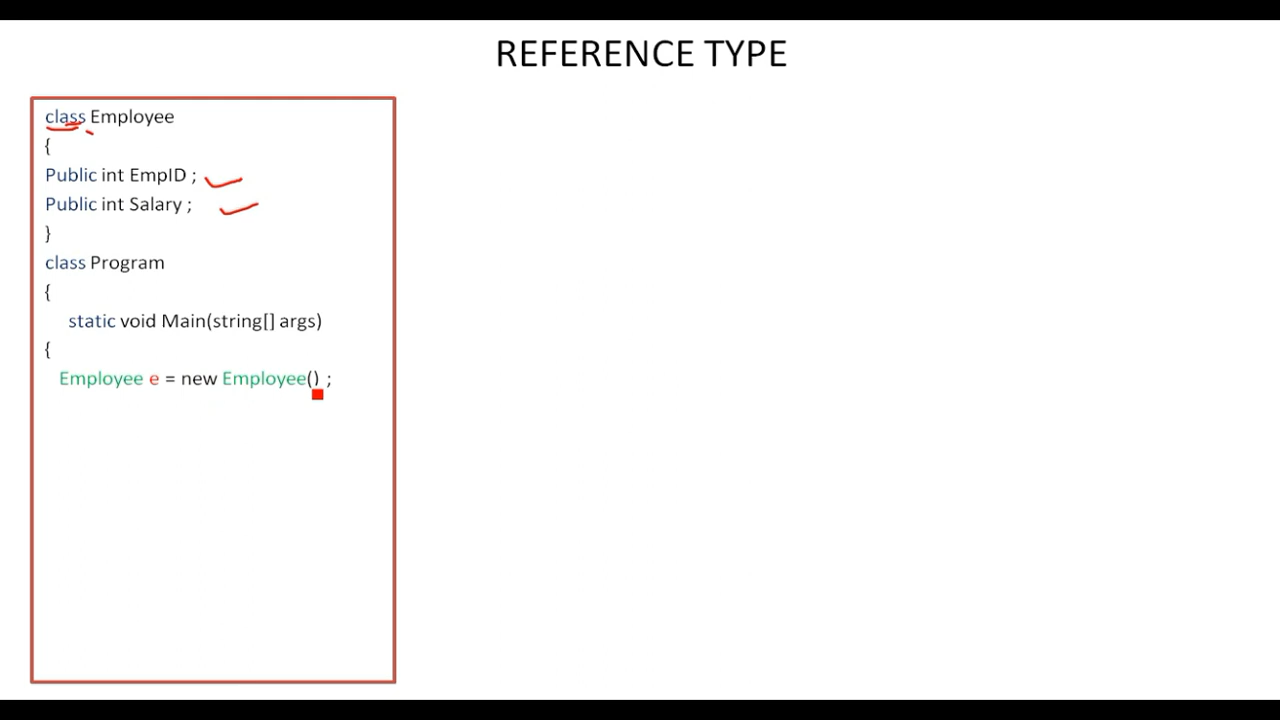 REFERENCE TYPE
class Employee
{
Public int EmpID ;
Public int Salary ;
}
class Program
{
static void Main(string[] args)
{
Employee e = new Employee() ;